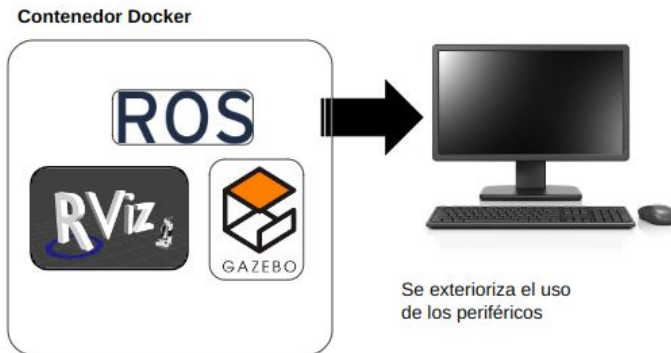 Contenedor Docker
ROS
RViz
GAZEBO
Se exterioriza el uso
de los periféricos